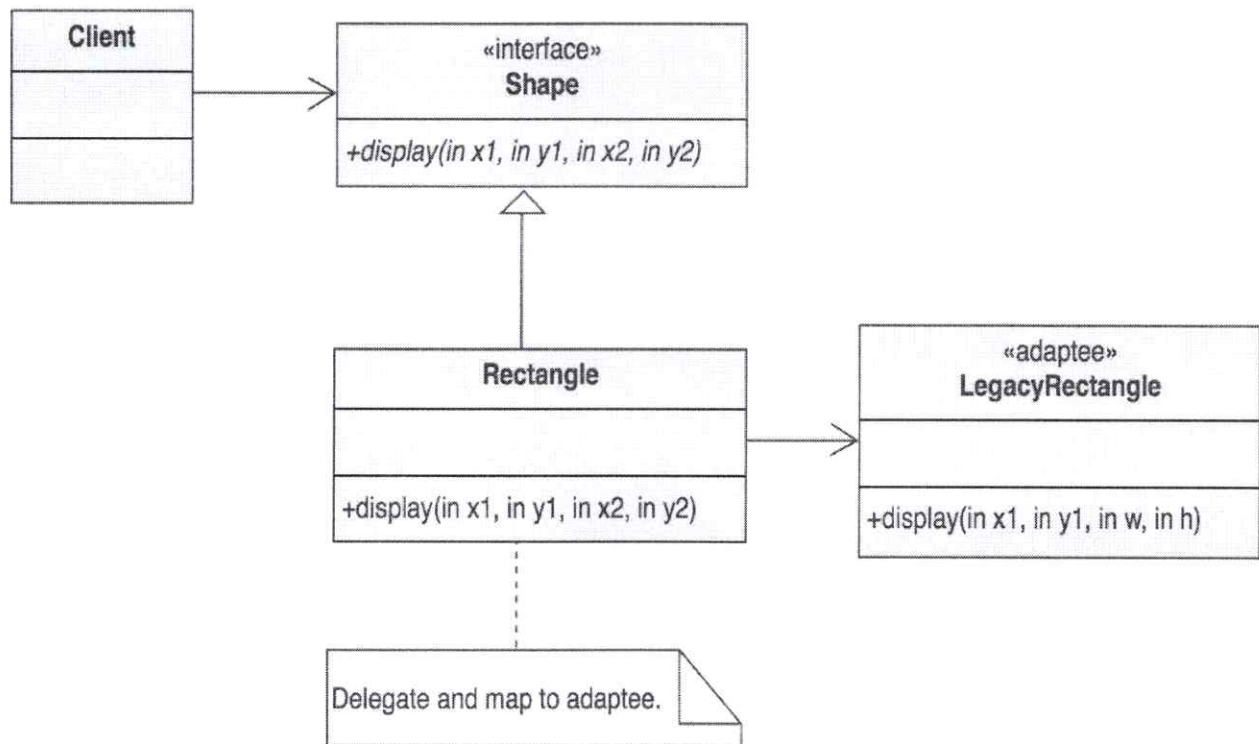 Client
«interface»
Shape
+display(in x1, in y1, in x2, in y2)
Rectangle
+display(in x1, in y1, in x2, in y2)
«adaptee»
LegacyRectangle
+display(in x1, in y1, in w, in h)
Delegate and map to adaptee.